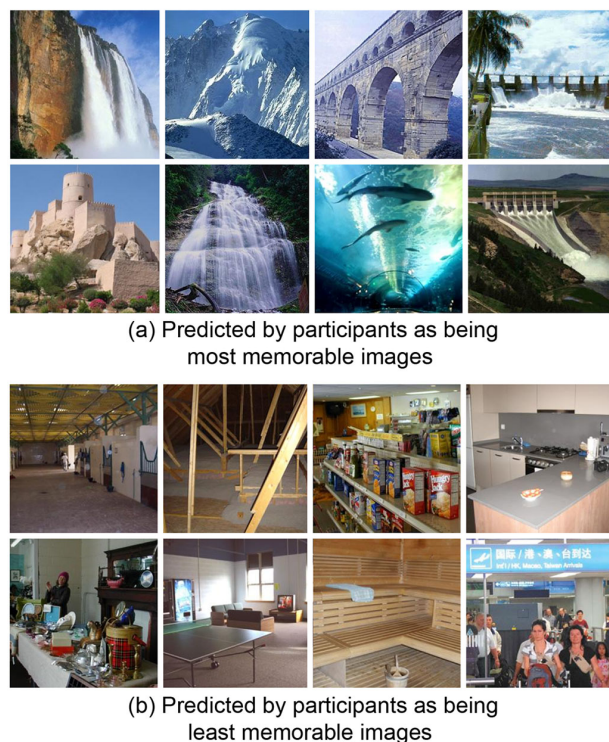 (a) Predicted by participants as being
most memorable images
国际 / 港、澳、台到达
Int'l / HK, Macao, Taiwan Arrivals
(b) Predicted by participants as being
least memorable images